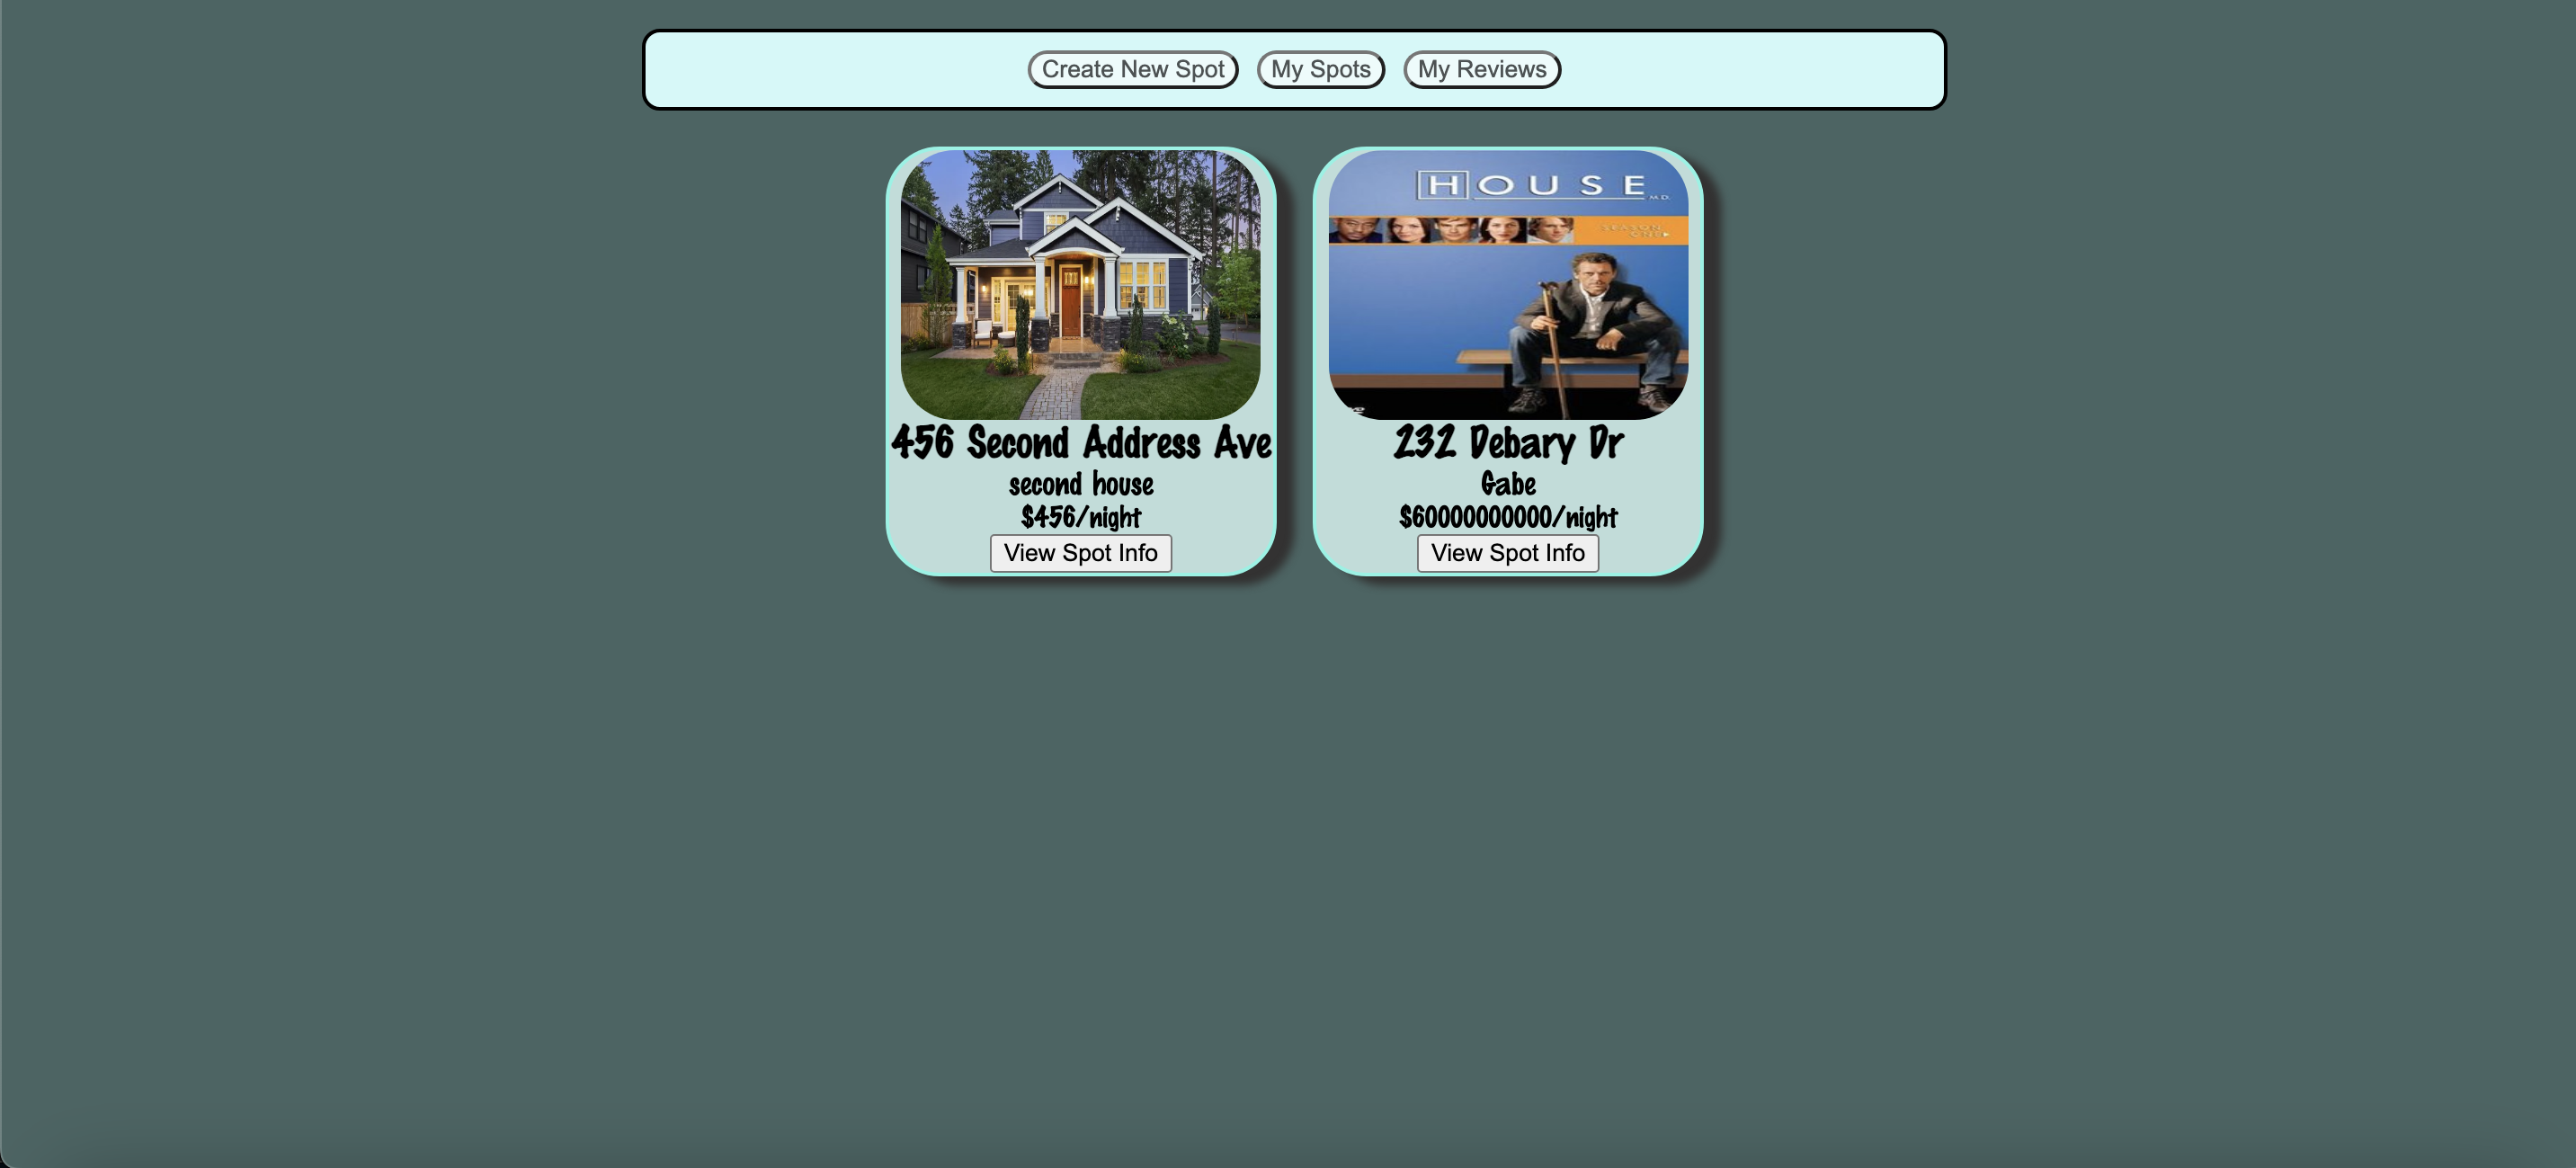 Create New Spot My Spots My Reviews
HOUSE M.D.
SEASON ONE
456 Second Address Ave
second house
$456/night
View Spot Info
232 Debary Dr
Gabe
$60000000000/night
View Spot Info